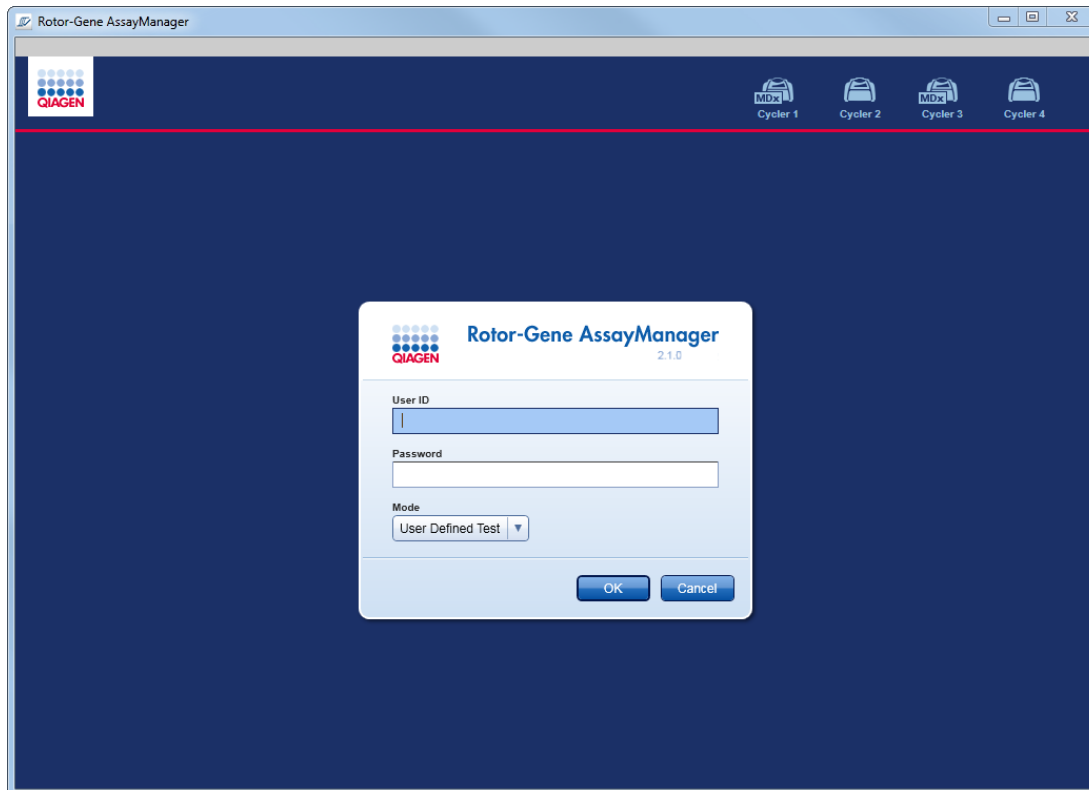 Rotor-Gene AssayManager
QIAGEN
MDx
MDx
Cycler 1
Cycler 2
Cycler 3
Cycler 4
QIAGEN
Rotor-Gene AssayManager
2.1.0
User ID
Password
Mode
User Defined Test
OK
Cancel